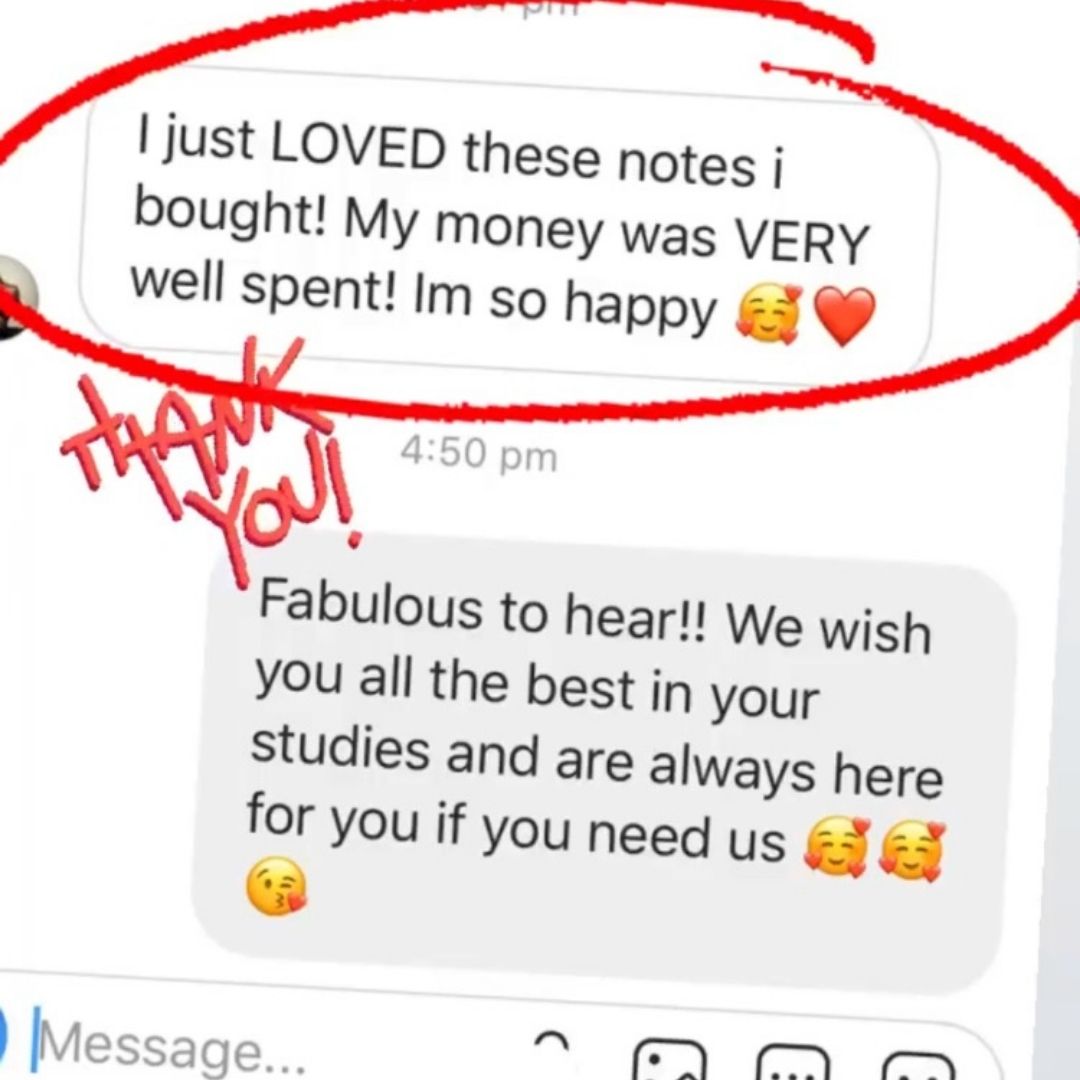 pm
I just LOVED these notes i
bought! My money was VERY
well spent! Im so happy 🥰❤️
THANK
YOU!
4:50 pm
Fabulous to hear!! We wish
you all the best in your
studies and are always here
for you if you need us 🥰🥰
😘
Message...